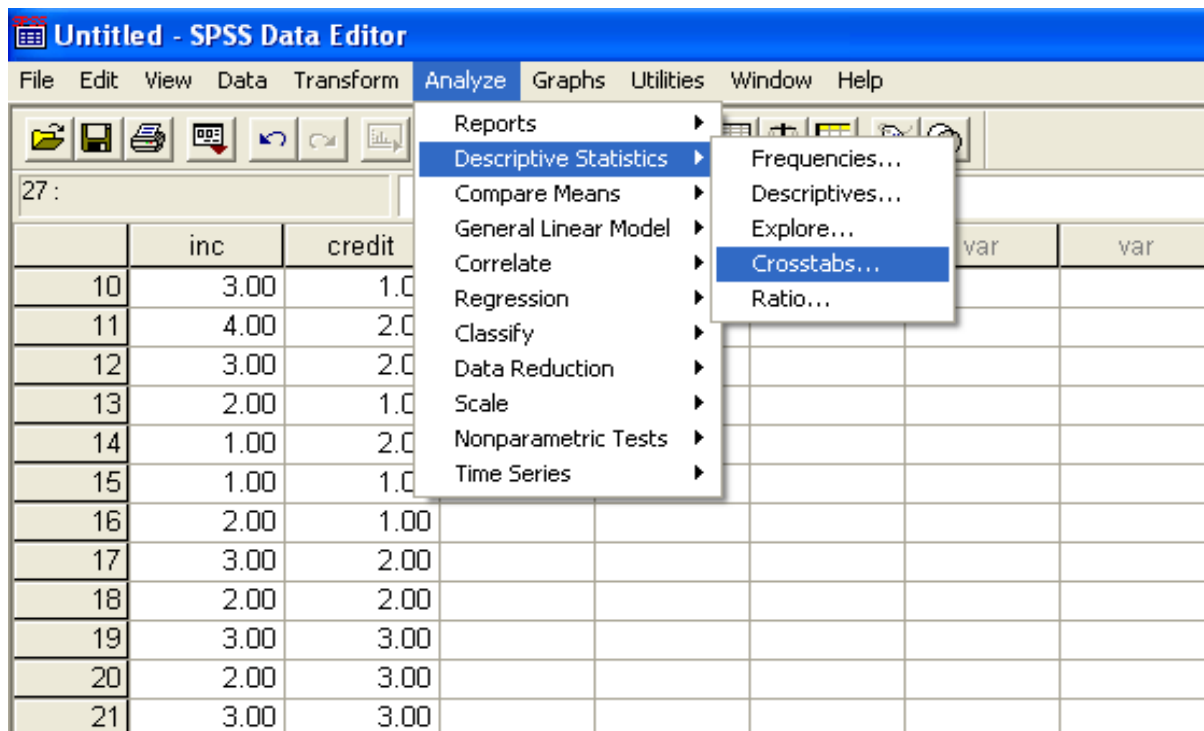 SPSS
Untitled - SPSS Data Editor
File Edit View Data Transform Analyze Graphs Utilities Window Help
27 :
Reports
Descriptive Statistics
Compare Means
General Linear Model
Correlate
Regression
Classify
Data Reduction
Scale
Nonparametric Tests
Time Series
Frequencies...
Descriptives...
Explore...
Crosstabs...
Ratio...
inc credit var var
10 3.00
11 4.00
12 3.00
13 2.00
14 1.00
15 1.00
16 2.00 1.00
17 3.00 2.00
18 2.00 2.00
19 3.00 3.00
20 2.00 3.00
21 3.00 3.00